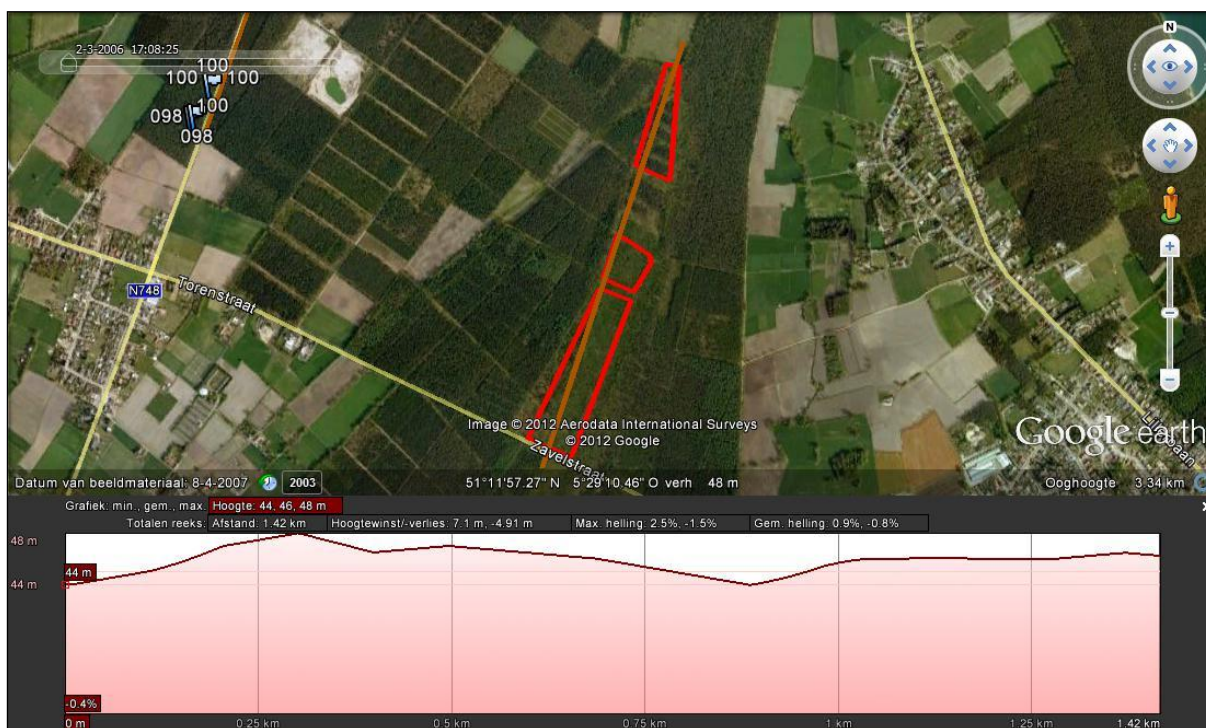 N
2-3-2006 17:08:25
100
100 100
100
098
098
N748
Torenstraat
Zavelstraat
Image © 2012 Aerodata International Surveys
© 2012 Google
Google earth
Datum van beeldmateriaal: 8-4-2007 2003 51°11'57.27" N 5°29'10.46" O verh 48 m Ooghoogte 3.34 km
Grafiek: min., gem., max. Hoogte: 44, 46, 48 m
Totalen reeks: Afstand: 1.42 km Hoogtewinst/-verlies: 7.1 m, -4.91 m Max. helling: 2.5%, -1.5% Gem. helling: 0.9%, -0.8%
48 m
44 m
44 m
-0.4%
0 m 0.25 km 0.5 km 0.75 km 1 km 1.25 km 1.42 km